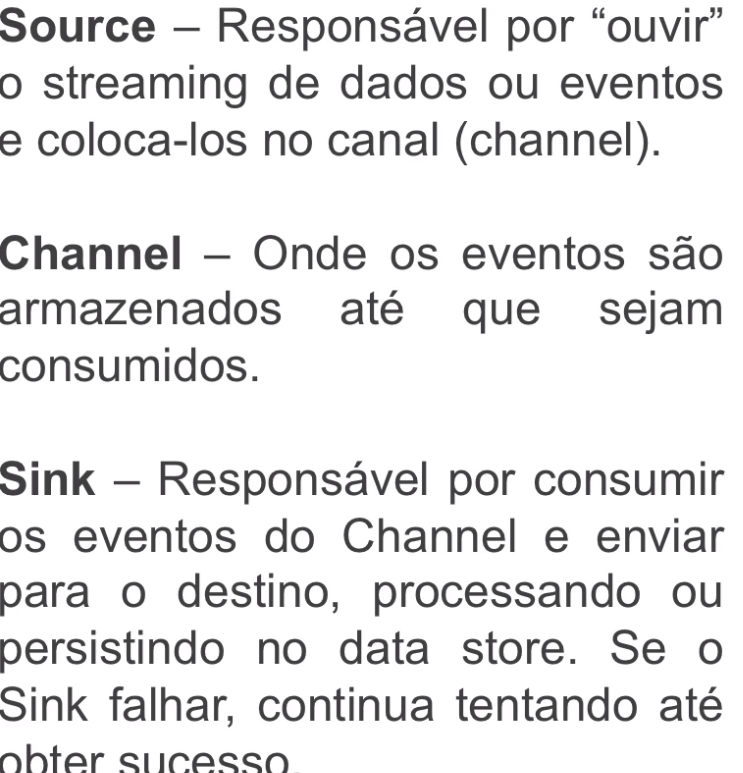 Source – Responsável por “ouvir”
o streaming de dados ou eventos
e coloca-los no canal (channel).
Channel – Onde os eventos são
armazenados até que sejam
consumidos.
Sink – Responsável por consumir
os eventos do Channel e enviar
para o destino, processando ou
persistindo no data store. Se o
Sink falhar, continua tentando até
obter sucesso.